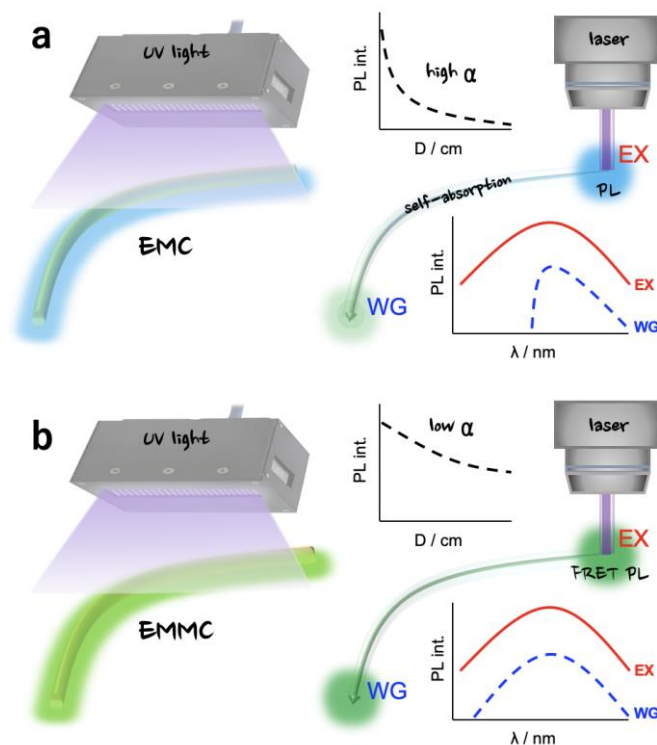 a
UV light
PL int.
high α
D / cm
laser
EX
PL
self-absorption
EMC
WG
PL int.
EX
WG
λ / nm
b
UV light
PL int.
low α
D / cm
laser
EX
FRET PL
EMMC
WG
PL int.
EX
WG
λ / nm